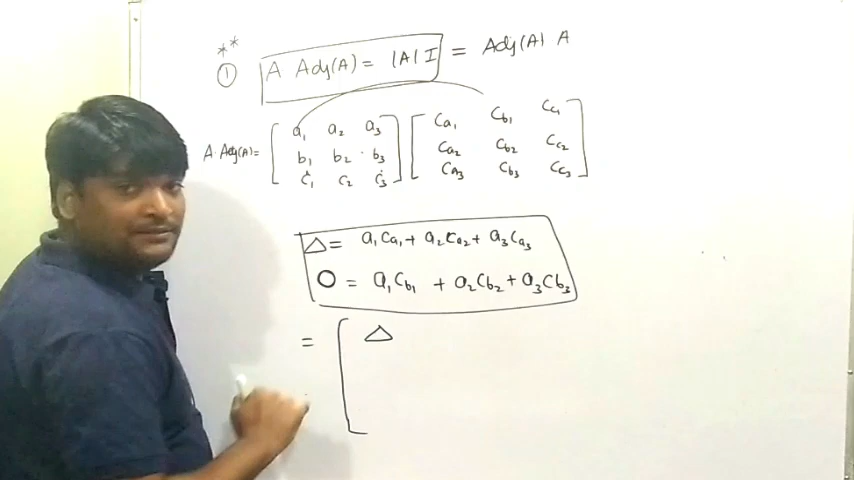 ** ① A Adj(A) = |A| I = Adj(A) A
A·Adj(A)= [ a₁ a₂ a₃ ] [ Ca₁ Cb₁ Cc₁ ]
b₁ b₂ b₃ Ca₂ Cb₂ Cc₂
c₁ c₂ c₃ Ca₃ Cb₃ Cc₃
△ = a₁Ca₁ + a₂Ca₂ + a₃Ca₃
0 = a₁Cb₁ + a₂Cb₂ + a₃Cb₃
= [ △